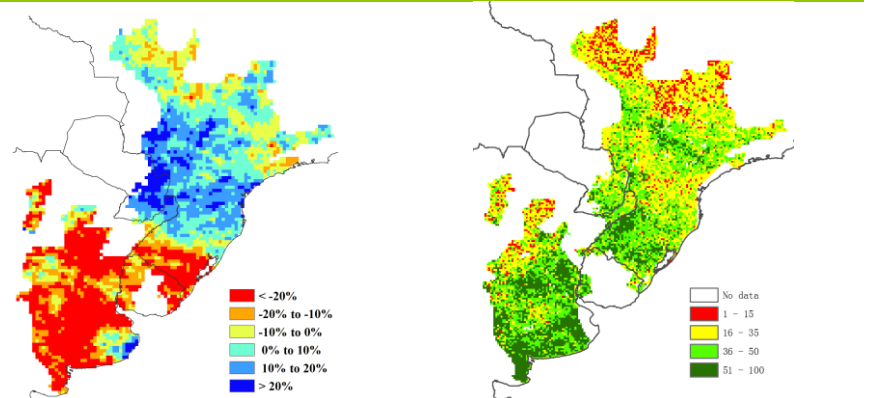 < -20%
-20% to -10%
-10% to 0%
0% to 10%
10% to 20%
> 20%
No data
1 - 15
16 - 35
36 - 50
51 - 100